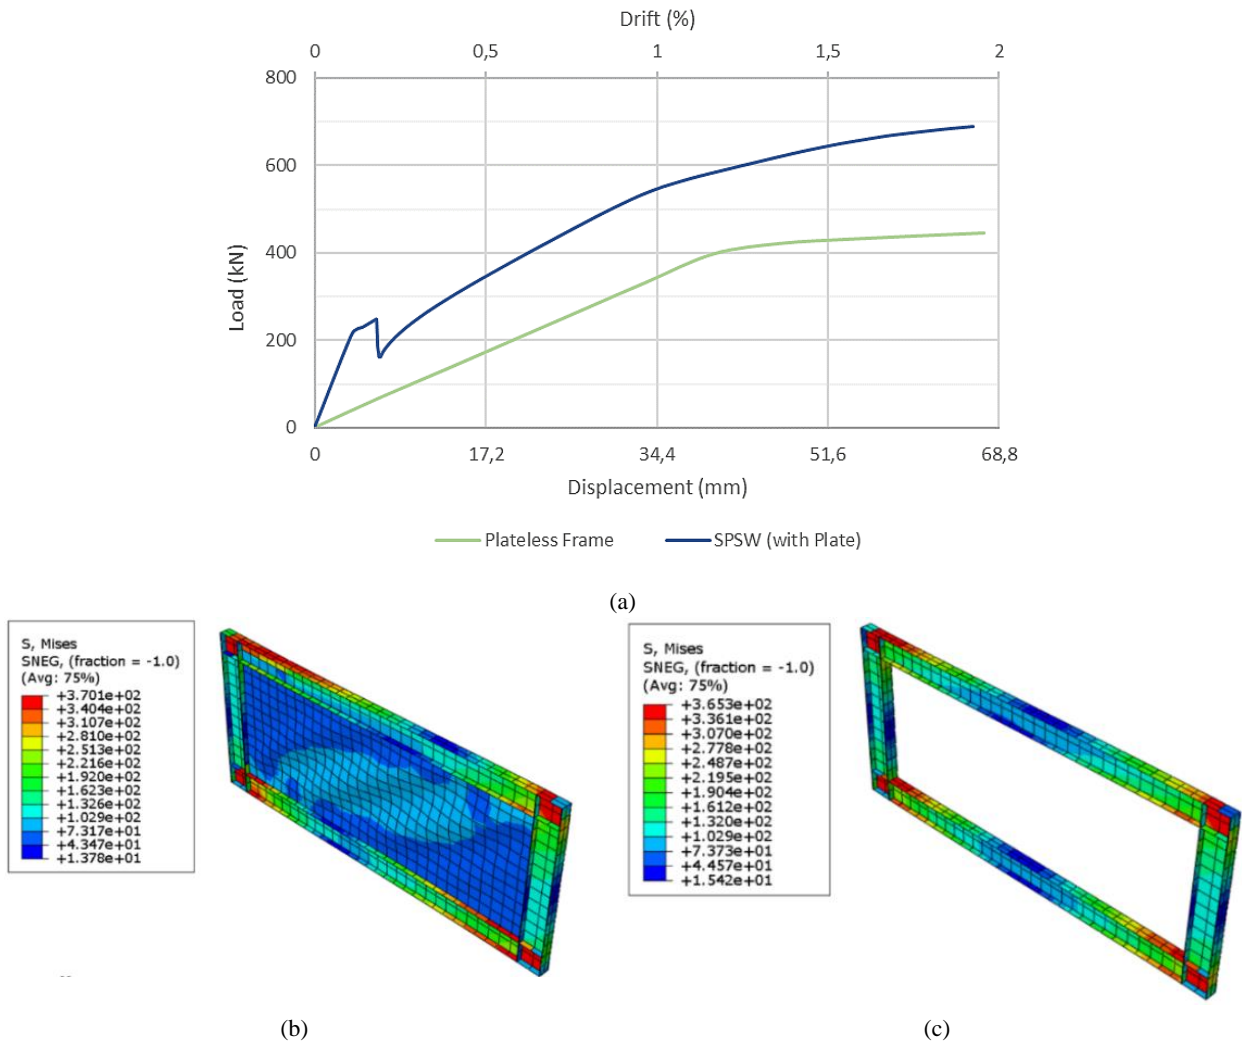 Drift (%)
0 0,5 1 1,5 2
800
600
400
200
0
Load (kN)
0 17,2 34,4 51,6 68,8
Displacement (mm)
Plateless Frame SPSW (with Plate)
(a)
S, Mises
SNEG, (fraction = -1.0)
(Avg: 75%)
+3.701e+02
+3.404e+02
+3.107e+02
+2.810e+02
+2.513e+02
+2.216e+02
+1.920e+02
+1.623e+02
+1.326e+02
+1.029e+02
+7.317e+01
+4.347e+01
+1.378e+01
S, Mises
SNEG, (fraction = -1.0)
(Avg: 75%)
+3.653e+02
+3.361e+02
+3.070e+02
+2.778e+02
+2.487e+02
+2.195e+02
+1.904e+02
+1.612e+02
+1.320e+02
+1.029e+02
+7.373e+01
+4.457e+01
+1.542e+01
(b)
(c)